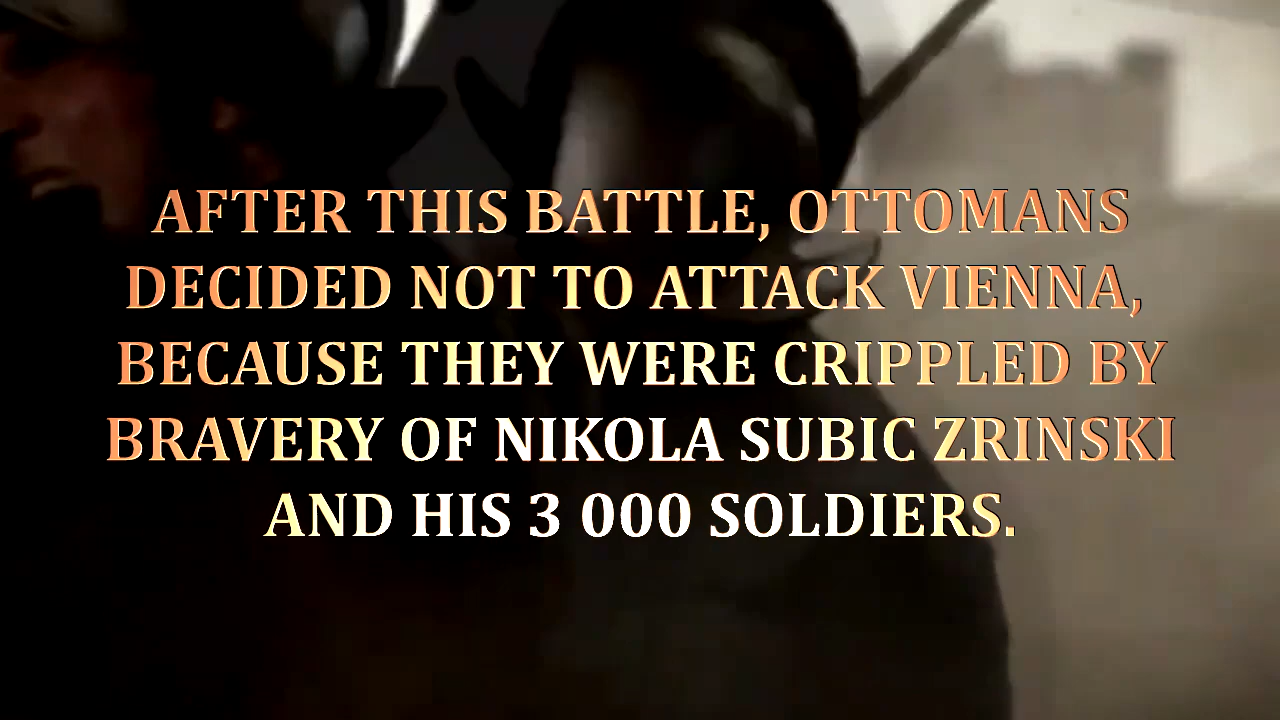 AFTER THIS BATTLE, OTTOMANS
DECIDED NOT TO ATTACK VIENNA,
BECAUSE THEY WERE CRIPPLED BY
BRAVERY OF NIKOLA SUBIC ZRINSKI
AND HIS 3 000 SOLDIERS.